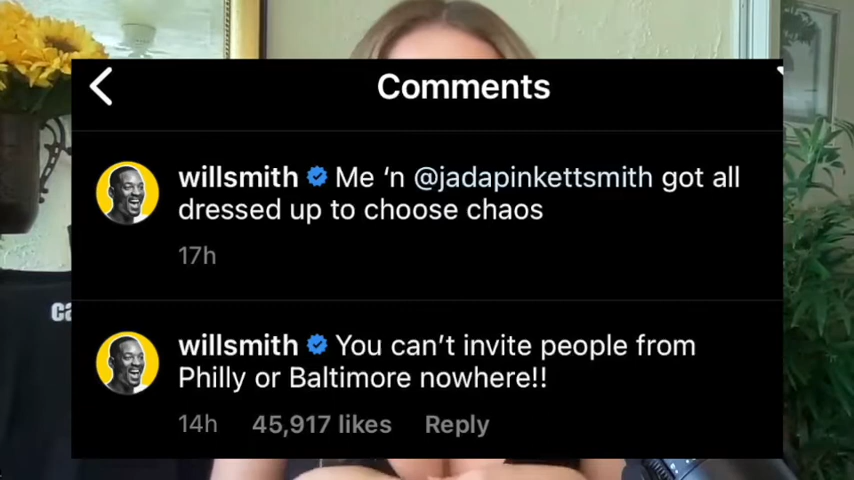 Comments
willsmith Me ‘n @jadapinkettsmith got all
dressed up to choose chaos
17h
willsmith You can’t invite people from
Philly or Baltimore nowhere!!
14h 45,917 likes Reply
ca